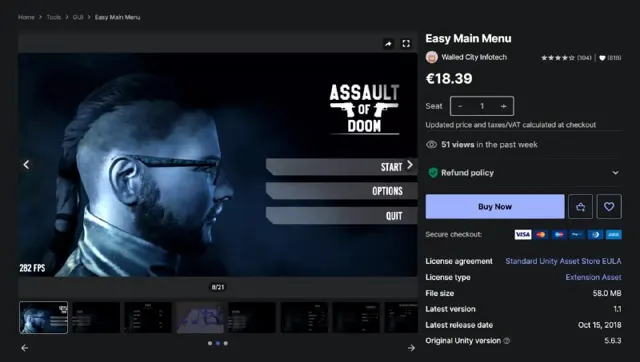 Home > Tools > GUI > Easy Main Menu
ASSAULT
OF
DOOM
START
OPTIONS
QUIT
282 FPS
8/21
Easy Main Menu
Walled City Infotech
(104) | (815)
€18.39
Seat - 1 +
Updated price and taxes/VAT calculated at checkout
51 views in the past week
Refund policy
Buy Now
Secure checkout: VISA
License agreement Standard Unity Asset Store EULA
License type Extension Asset
File size 58.0 MB
Latest version 1.1
Latest release date Oct 15, 2018
Original Unity version 5.6.3